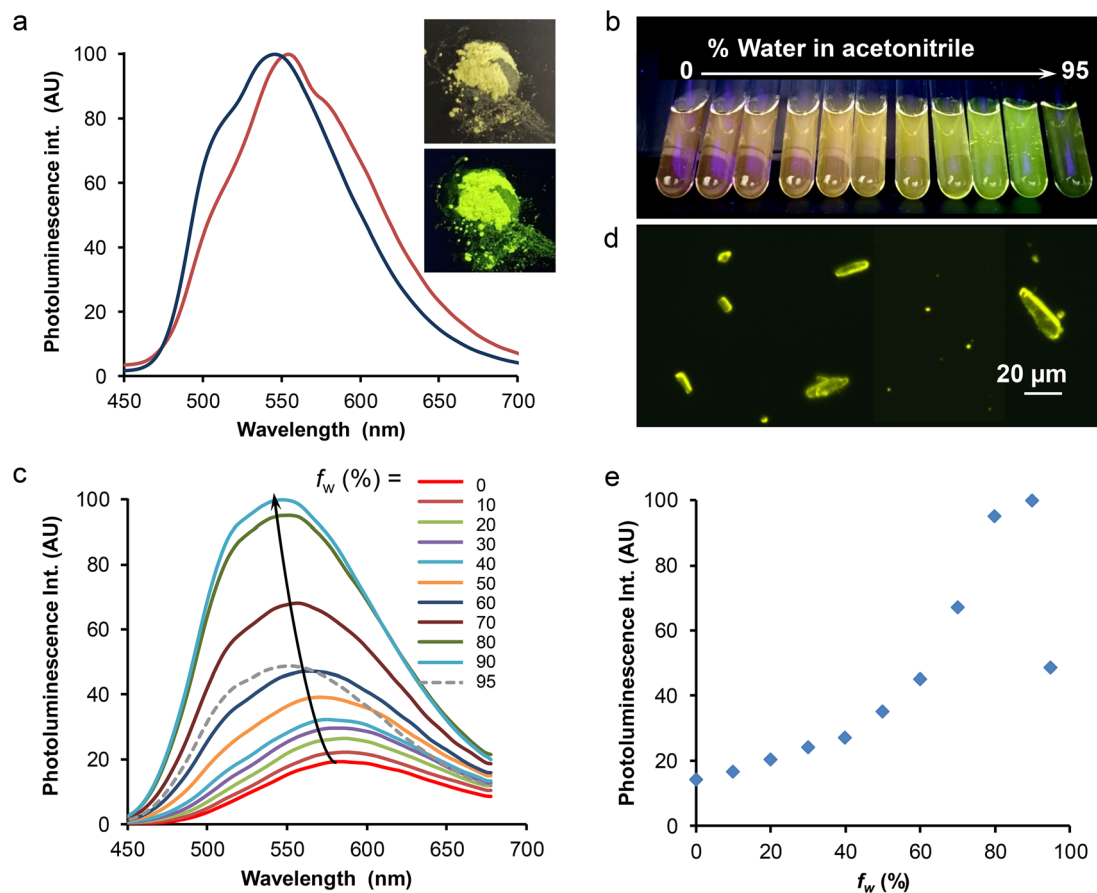 a
Photoluminescence int. (AU)
100
80
60
40
20
0
450 500 550 600 650 700
Wavelength (nm)
b
% Water in acetonitrile
0 95
d
20 µm
c
f_w (%) =
0
10
20
30
40
50
60
70
80
90
95
Photoluminescence Int. (AU)
100
80
60
40
20
0
450 500 550 600 650 700
Wavelength (nm)
e
Photoluminescence Int. (AU)
100
80
60
40
20
0
0 20 40 60 80 100
f_w (%)